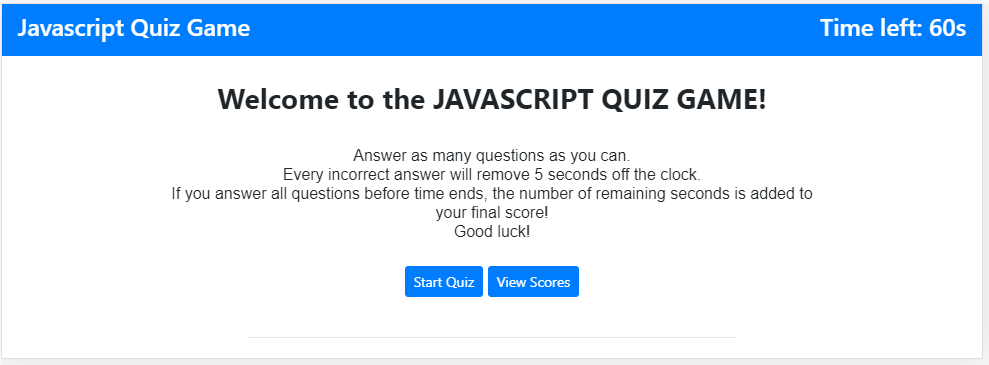 Javascript Quiz Game
Time left: 60s
Welcome to the JAVASCRIPT QUIZ GAME!
Answer as many questions as you can.
Every incorrect answer will remove 5 seconds off the clock.
If you answer all questions before time ends, the number of remaining seconds is added to
your final score!
Good luck!
Start Quiz
View Scores